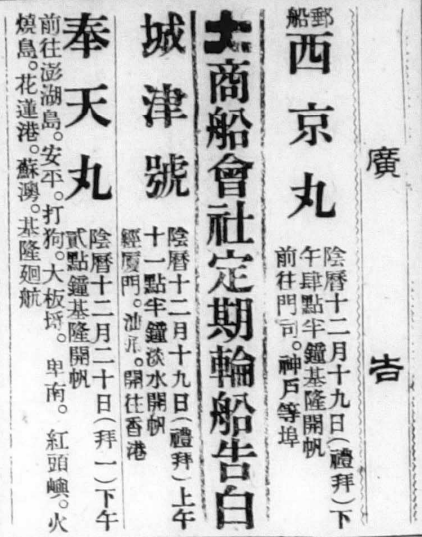 廣告
郵船
西京丸
陰曆十二月十九日(禮拜)下
午肆點半鐘基隆開帆
前往門司。神戶等埠
大商船會社定期輪船告白
城津號
陰曆十二月十九日(禮拜)上午
十一點半鐘淡水開帆
經廈門。汕。開往香港
奉天丸
陰曆十二月二十日(拜一)下午
貳點鐘基隆開帆
前往澎湖島。安平。打狗。大板埓。卑南。紅頭嶼。火
燒島。花蓮港。蘇澳。基隆廻航